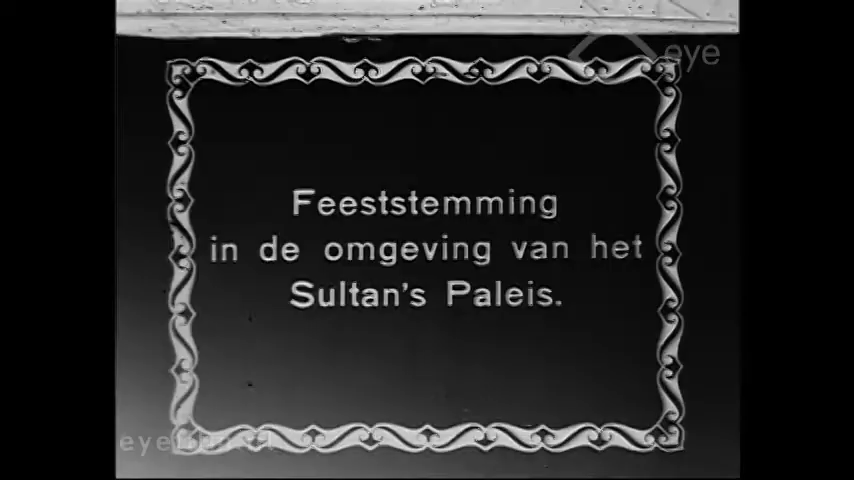 eye
Feeststemming
in de omgeving van het
Sultan's Paleis.